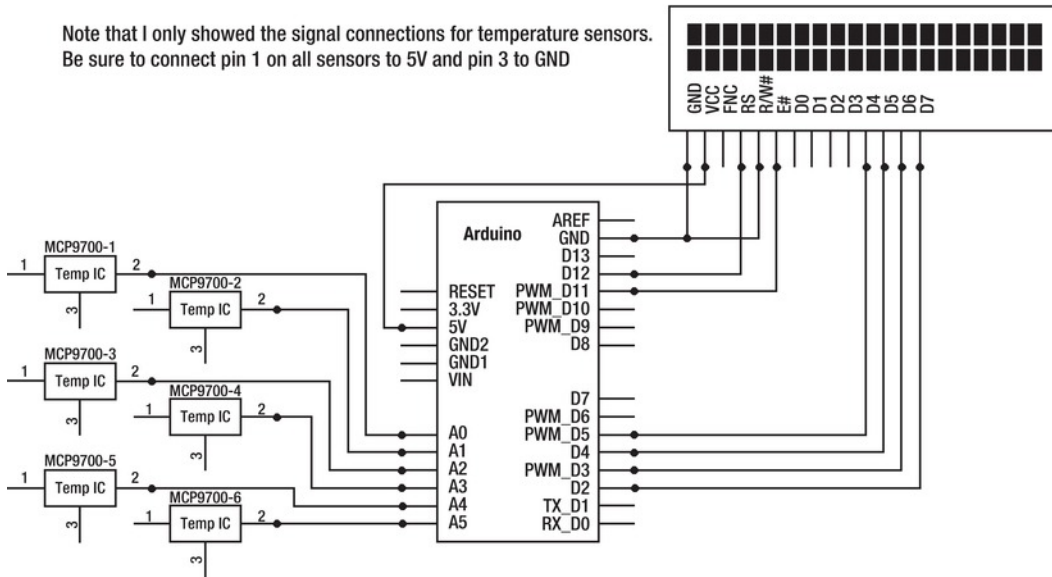 Note that I only showed the signal connections for temperature sensors.
Be sure to connect pin 1 on all sensors to 5V and pin 3 to GND
GND
VCC
FNC
RS
R/W#
E#
D0
D1
D2
D3
D4
D5
D6
D7
Arduino
AREF
GND
D13
D12
PWM_D11
PWM_D10
PWM_D9
D8
D7
PWM_D6
PWM_D5
D4
PWM_D3
D2
TX_D1
RX_D0
RESET
3.3V
5V
GND2
GND1
VIN
A0
A1
A2
A3
A4
A5
MCP9700-1
1 Temp IC 2
3
MCP9700-2
1 Temp IC 2
3
MCP9700-3
1 Temp IC 2
3
MCP9700-4
1 Temp IC 2
3
MCP9700-5
1 Temp IC 2
3
MCP9700-6
1 Temp IC 2
3